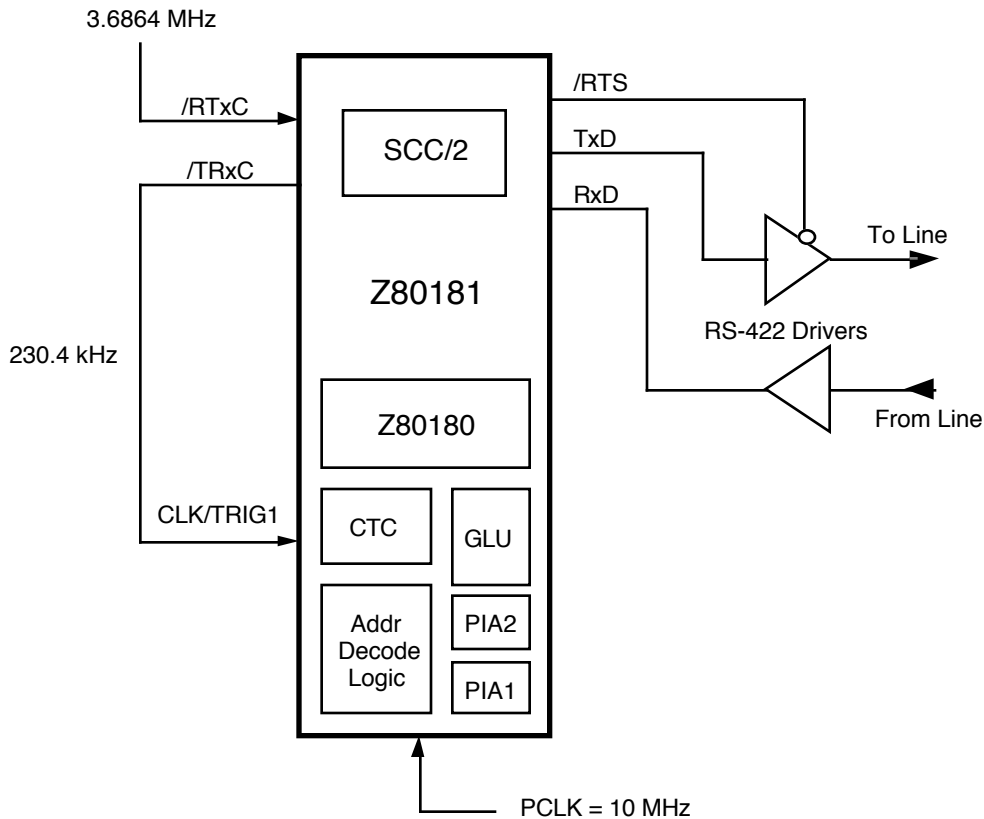 3.6864 MHz
/RTxC
/TRxC
230.4 kHz
CLK/TRIG1
SCC/2
Z80181
Z80180
CTC
GLU
Addr
Decode
Logic
PIA2
PIA1
/RTS
TxD
RxD
To Line
RS-422 Drivers
From Line
PCLK = 10 MHz